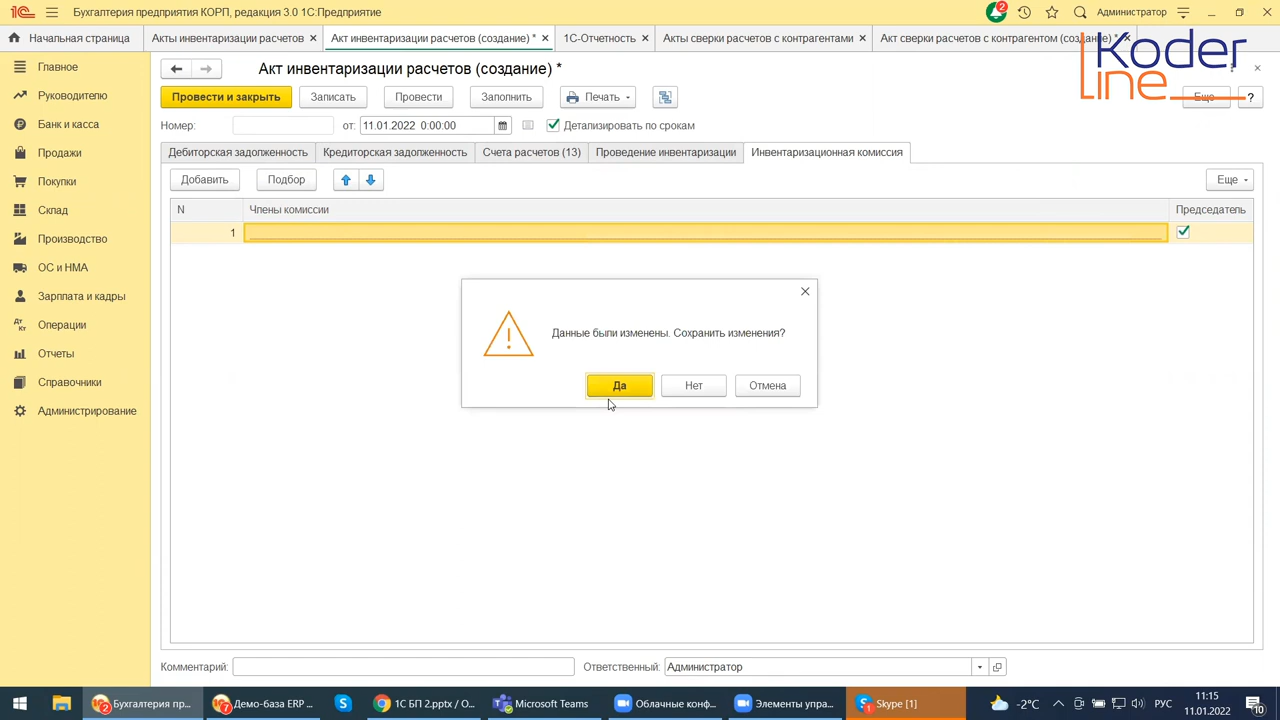 Бухгалтерия предприятия КОРП, редакция 3.0 1С:Предприятие
2
Администратор
Начальная страница
Акты инвентаризации расчетов
Акт инвентаризации расчетов (создание) *
1С-Отчетность
Акты сверки расчетов с контрагентами
Акт сверки расчетов с контрагентом (создание) *
Koder
line
Главное
Руководителю
Банк и касса
Продажи
Покупки
Склад
Производство
ОС и НМА
Зарплата и кадры
Операции
Отчеты
Справочники
Администрирование
Акт инвентаризации расчетов (создание) *
Провести и закрыть
Записать
Провести
Заполнить
Печать
Еще
?
Номер:
от:
11.01.2022 0:00:00
Детализировать по срокам
Дебиторская задолженность
Кредиторская задолженность
Счета расчетов (13)
Проведение инвентаризации
Инвентаризационная комиссия
Добавить
Подбор
Еще
N
Члены комиссии
Председатель
1
Данные были изменены. Сохранить изменения?
Да
Нет
Отмена
Комментарий:
Ответственный:
Администратор
Бухгалтерия пр...
Демо-база ERP ...
1С БП 2.pptx / О...
Microsoft Teams
Облачные конф...
Элементы упра...
Skype [1]
-2°C
РУС
11:15
11.01.2022